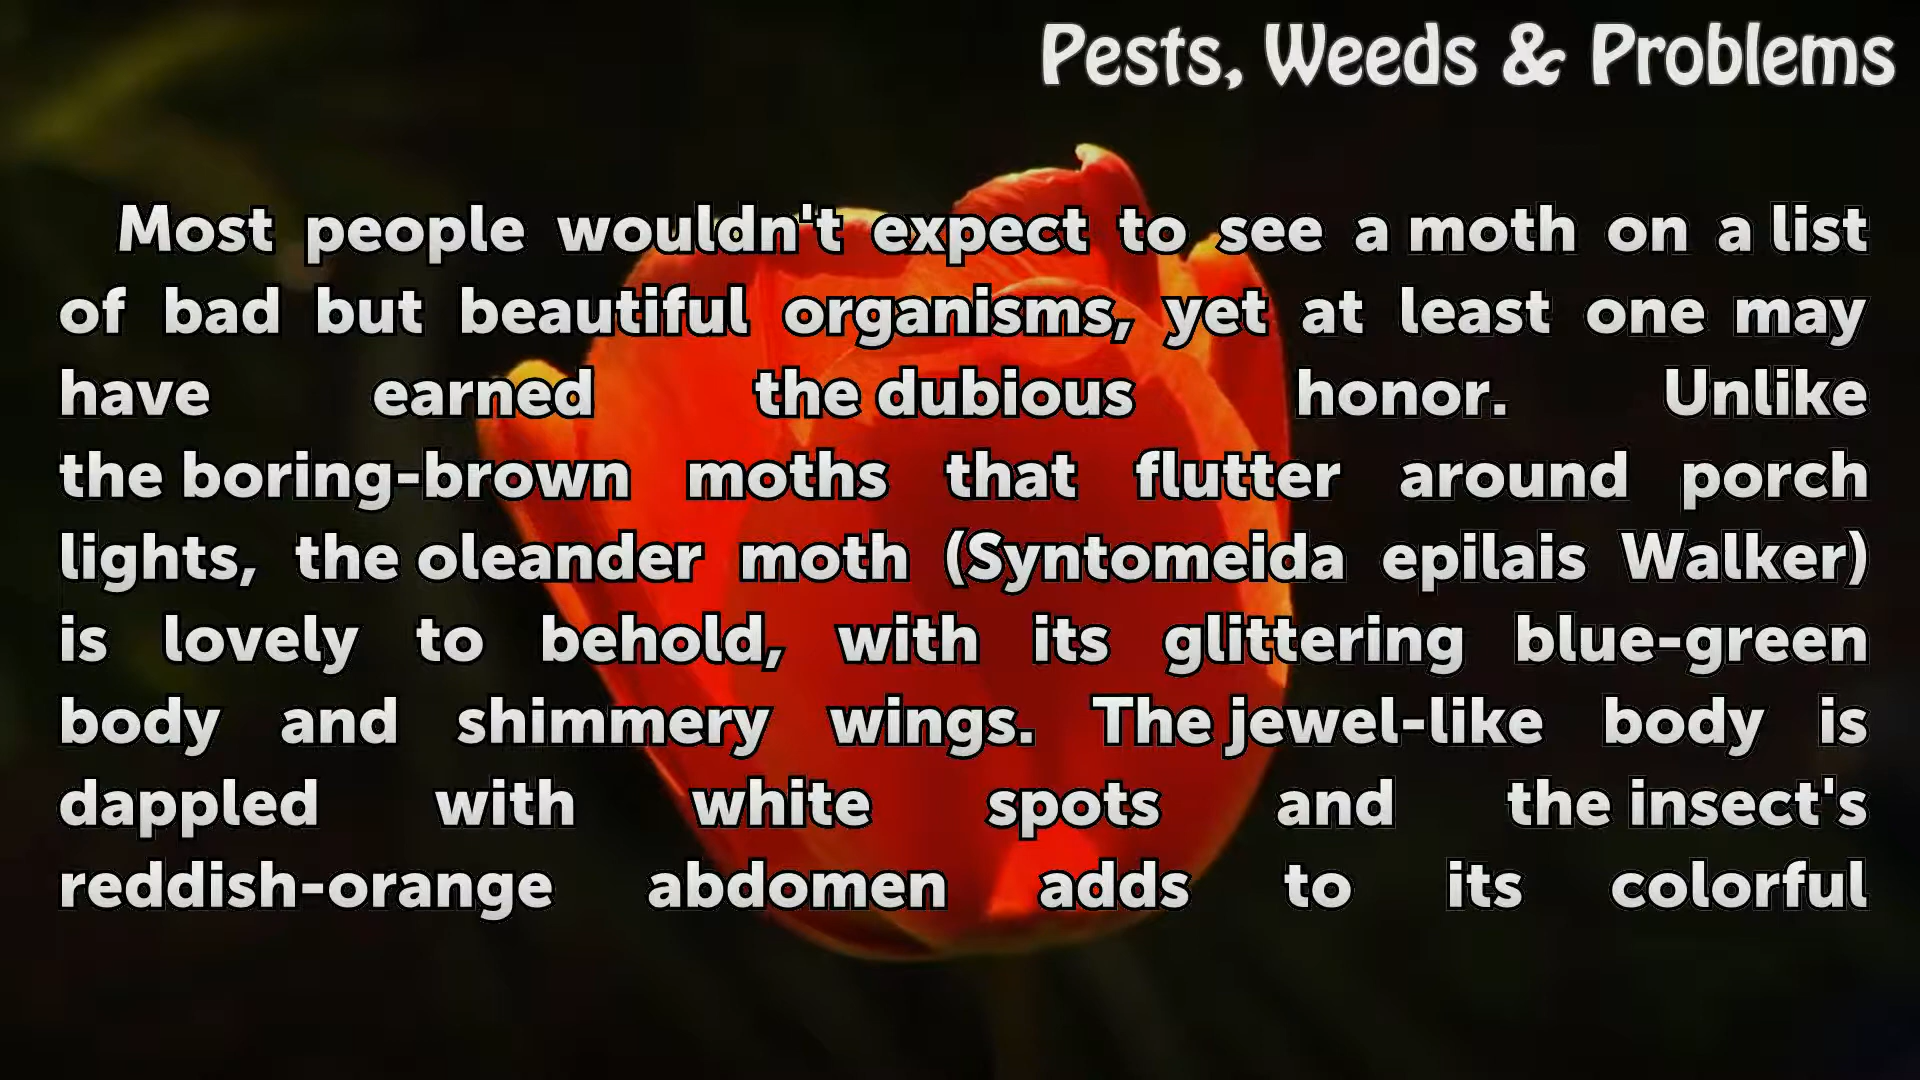 Pests, Weeds & Problems
Most people wouldn't expect to see a moth on a list
of bad but beautiful organisms, yet at least one may
have earned the dubious honor. Unlike
the boring-brown moths that flutter around porch
lights, the oleander moth (Syntomeida epilais Walker)
is lovely to behold, with its glittering blue-green
body and shimmery wings. The jewel-like body is
dappled with white spots and the insect's
reddish-orange abdomen adds to its colorful